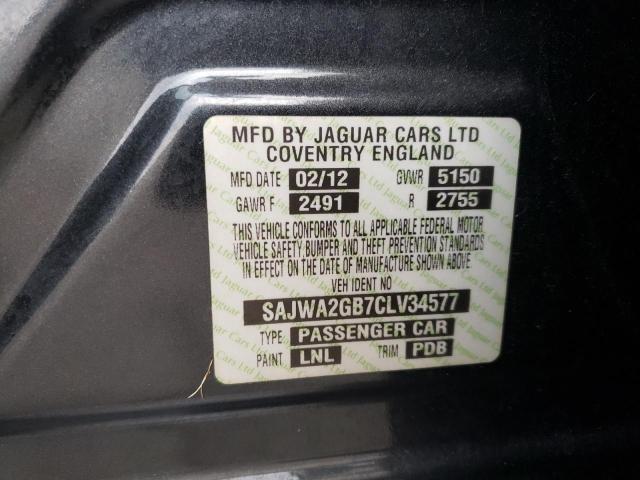 MFD BY JAGUAR CARS LTD
COVENTRY ENGLAND
MFD DATE 02/12 GVWR 5150
GAWR F 2491 R 2755
THIS VEHICLE CONFORMS TO ALL APPLICABLE FEDERAL MOTOR
VEHICLE SAFETY, BUMPER AND THEFT PREVENTION STANDARDS
IN EFFECT ON THE DATE OF MANUFACTURE SHOWN ABOVE
VEH IDENT NO
SAJWA2GB7CLV34577
TYPE PASSENGER CAR
PAINT LNL TRIM PDB